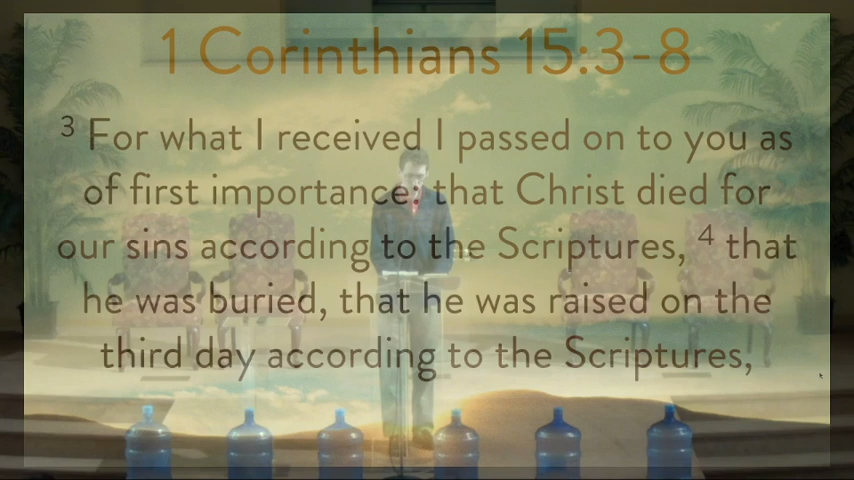 1 Corinthians 15:3-8
³ For what I received I passed on to you as
of first importance: that Christ died for
our sins according to the Scriptures, ⁴ that
he was buried, that he was raised on the
third day according to the Scriptures,